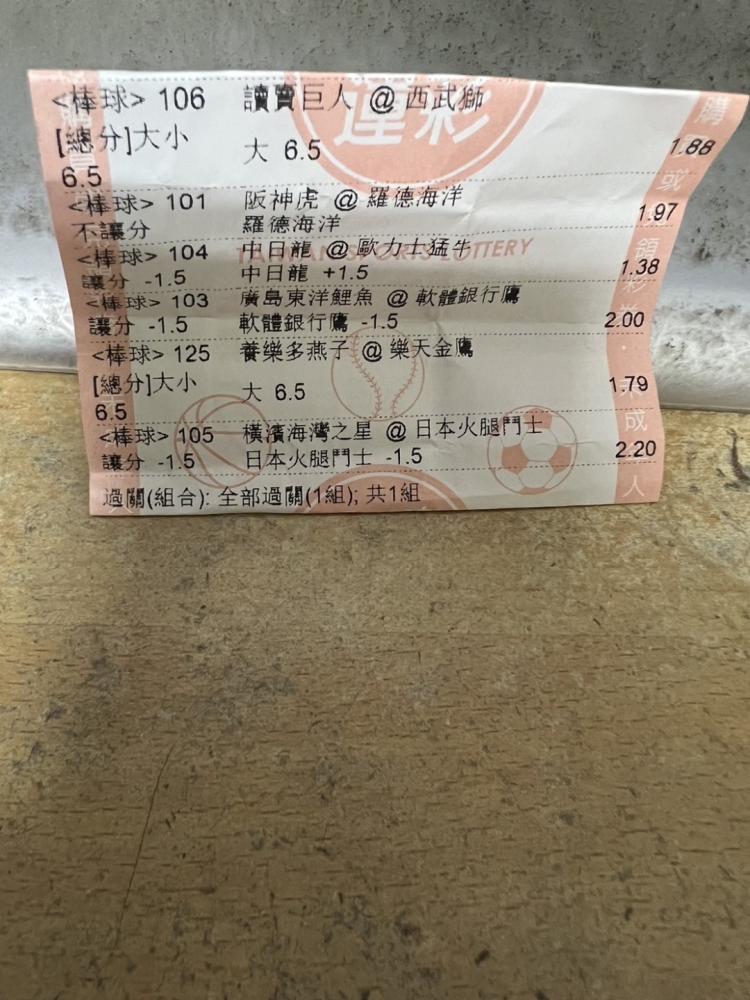 <棒球> 106 讀賣巨人 @ 西武獅
[總分]大小 大 6.5 1.88
6.5
<棒球> 101 阪神虎 @ 羅德海洋
不讓分 羅德海洋 1.97
<棒球> 104 中日龍 @ 歐力士猛牛
讓分 -1.5 中日龍 +1.5 1.38
<棒球> 103 廣島東洋鯉魚 @ 軟體銀行鷹
讓分 -1.5 軟體銀行鷹 -1.5 2.00
<棒球> 125 養樂多燕子 @ 樂天金鷹
[總分]大小 大 6.5 1.79
6.5
<棒球> 105 橫濱海灣之星 @ 日本火腿鬥士
讓分 -1.5 日本火腿鬥士 -1.5 2.20
過關(組合): 全部過關(1組); 共1組
運彩
TAIWAN SPORTS LOTTERY